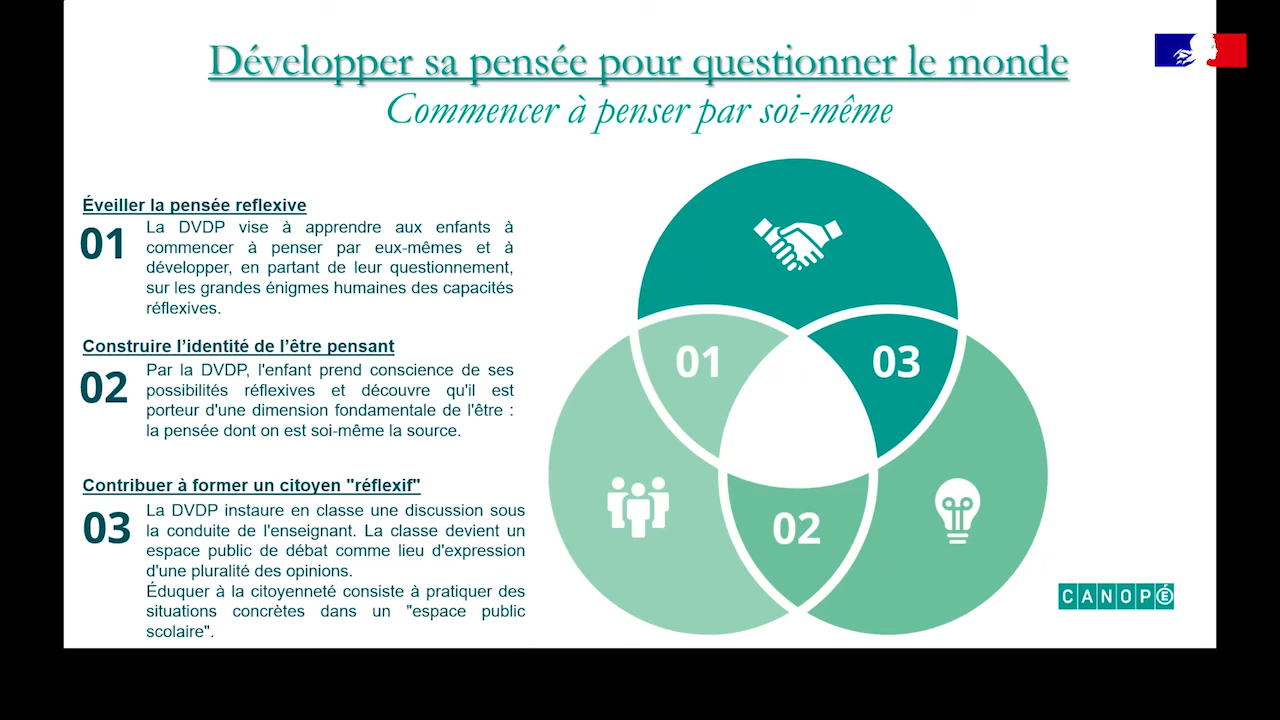 Développer sa pensée pour questionner le monde
Commencer à penser par soi-même
Éveiller la pensée reflexive
01
La DVDP vise à apprendre aux enfants à
commencer à penser par eux-mêmes et à
développer, en partant de leur questionnement,
sur les grandes énigmes humaines des capacités
réflexives.
Construire l'identité de l'être pensant
02
Par la DVDP, l'enfant prend conscience de ses
possibilités réflexives et découvre qu'il est
porteur d'une dimension fondamentale de l'être :
la pensée dont on est soi-même la source.
Contribuer à former un citoyen "réflexif"
03
La DVDP instaure en classe une discussion sous
la conduite de l'enseignant. La classe devient un
espace public de débat comme lieu d'expression
d'une pluralité des opinions.
Éduquer à la citoyenneté consiste à pratiquer des
situations concrètes dans un "espace public
scolaire".
01
03
02
CANOPÉ